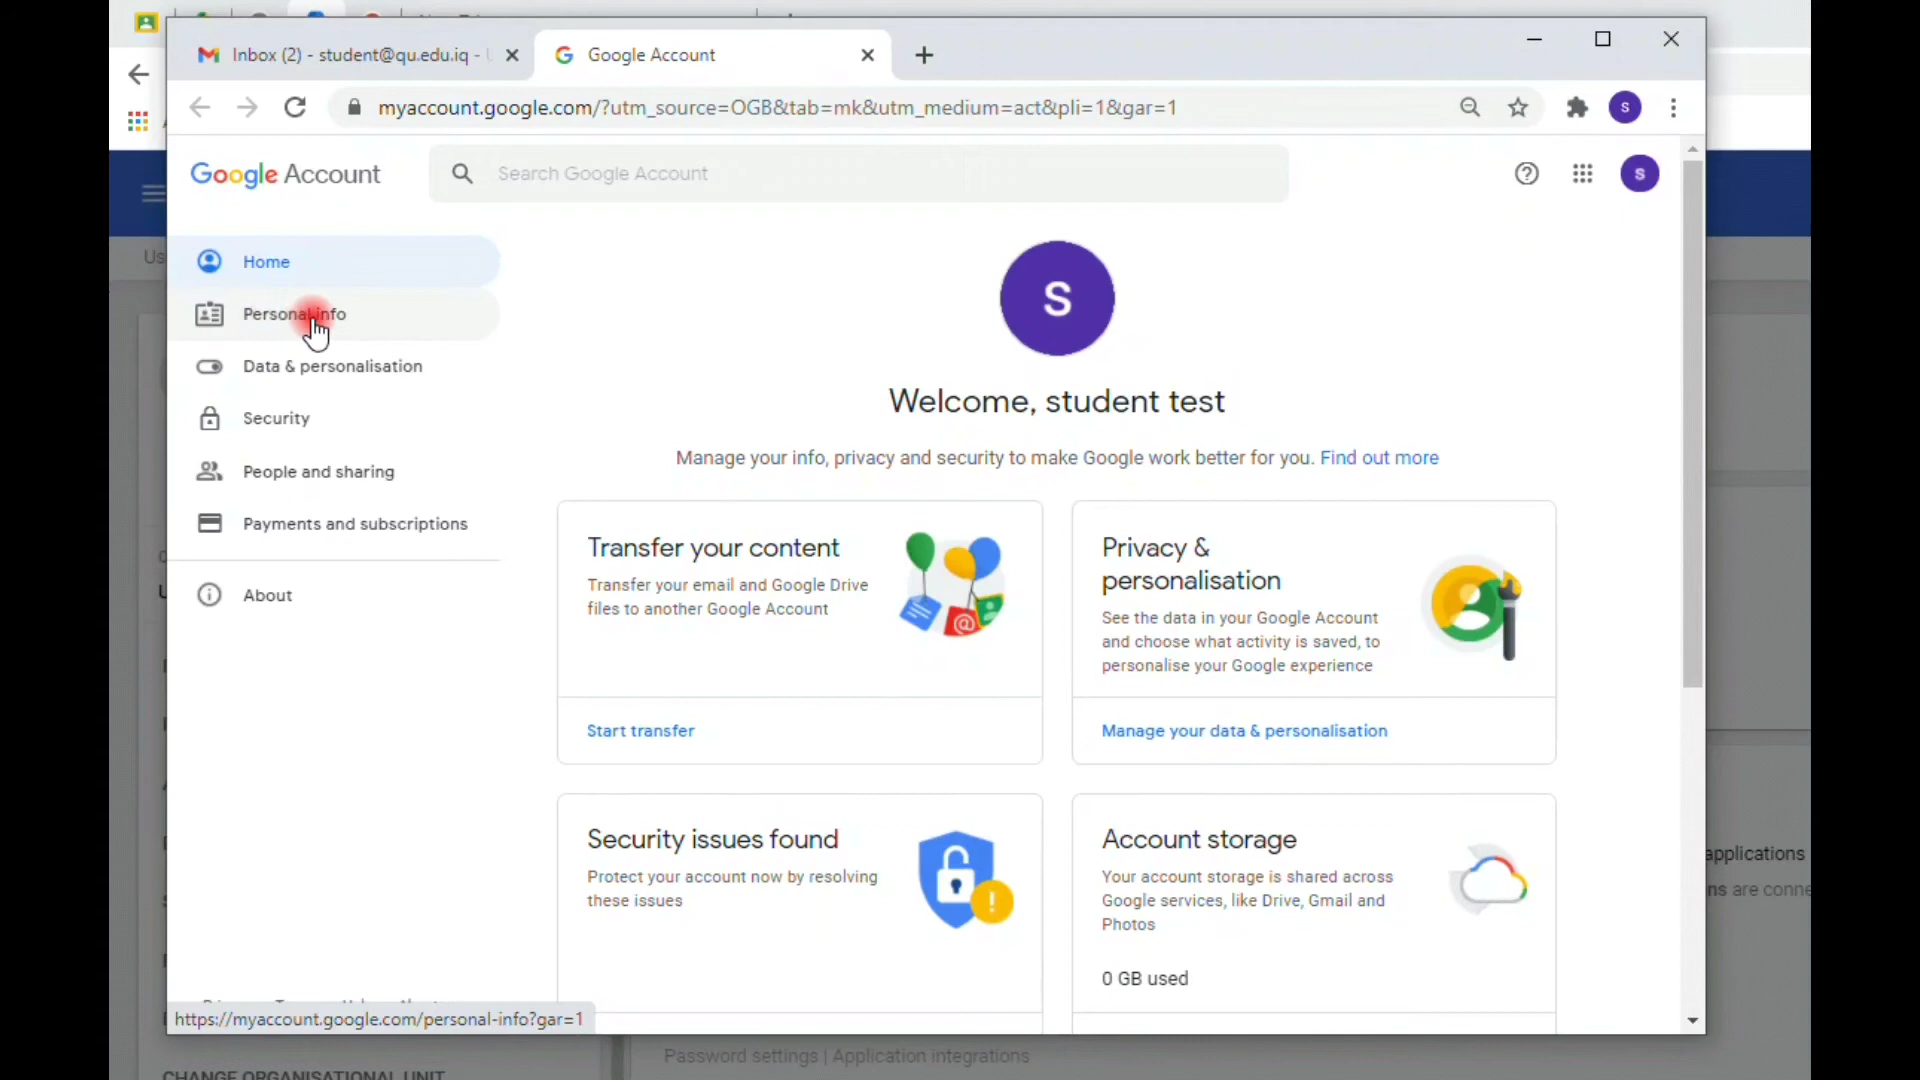 Inbox (2) - student@qu.edu.iq -
Google Account
myaccount.google.com/?utm_source=OGB&tab=mk&utm_medium=act&pli=1&gar=1
S
Google Account
Search Google Account
S
Home
Personal info
Data & personalisation
Security
People and sharing
Payments and subscriptions
About
S
Welcome, student test
Manage your info, privacy and security to make Google work better for you. Find out more
Transfer your content
Transfer your email and Google Drive
files to another Google Account
Start transfer
Privacy &
personalisation
See the data in your Google Account
and choose what activity is saved, to
personalise your Google experience
Manage your data & personalisation
Security issues found
Protect your account now by resolving
these issues
Account storage
Your account storage is shared across
Google services, like Drive, Gmail and
Photos
0 GB used
https://myaccount.google.com/personal-info?gar=1
applications
are
Password settings | Application integrations
CHANGE ORGANISATIONAL UNIT